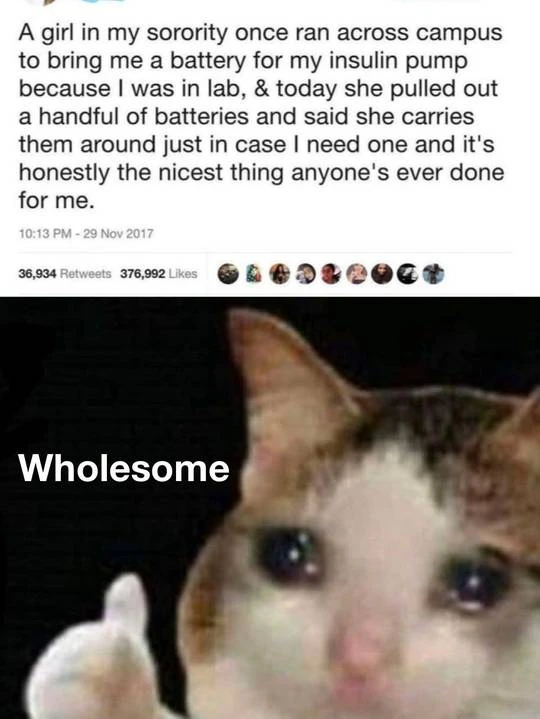 A girl in my sorority once ran across campus
to bring me a battery for my insulin pump
because I was in lab, & today she pulled out
a handful of batteries and said she carries
them around just in case I need one and it's
honestly the nicest thing anyone's ever done
for me.
10:13 PM - 29 Nov 2017
36,934 Retweets 376,992 Likes
Wholesome